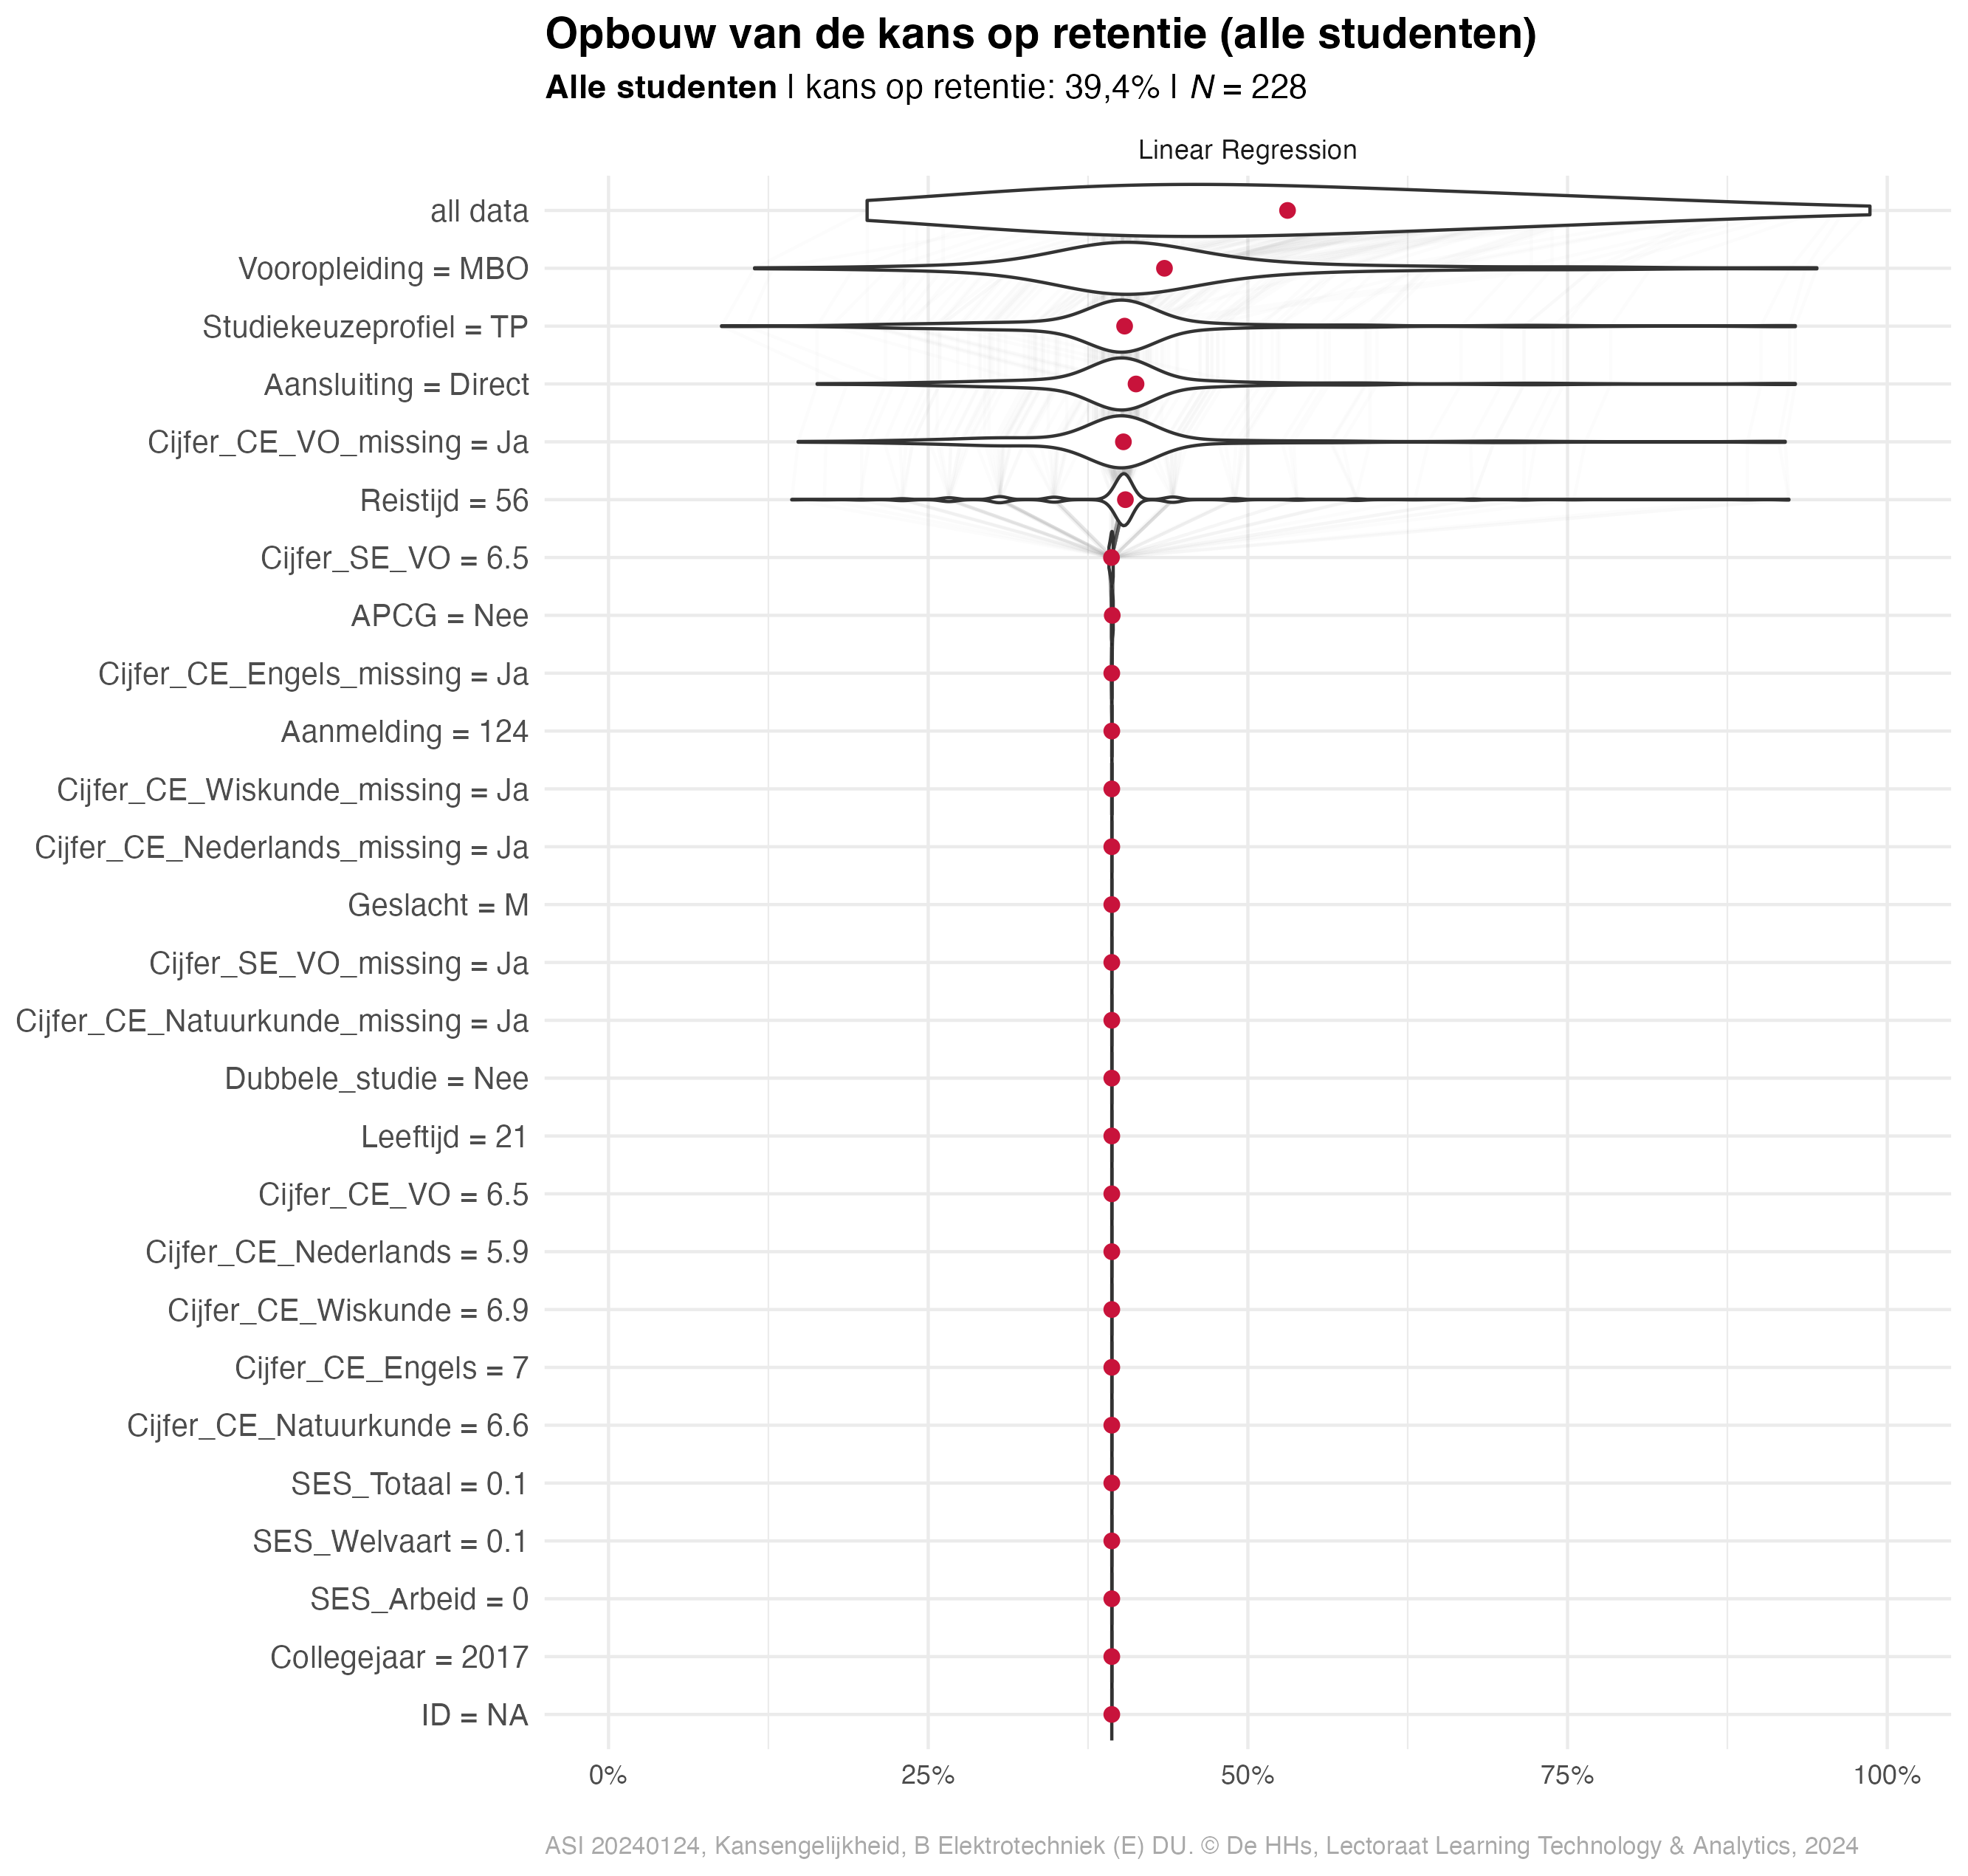 Opbouw van de kans op retentie (alle studenten)
Alle studenten | kans op retentie: 39,4% | N = 228
Linear Regression
all data
Vooropleiding = MBO
Studiekeuzeprofiel = TP
Aansluiting = Direct
Cijfer_CE_VO_missing = Ja
Reistijd = 56
Cijfer_SE_VO = 6.5
APCG = Nee
Cijfer_CE_Engels_missing = Ja
Aanmelding = 124
Cijfer_CE_Wiskunde_missing = Ja
Cijfer_CE_Nederlands_missing = Ja
Geslacht = M
Cijfer_SE_VO_missing = Ja
Cijfer_CE_Natuurkunde_missing = Ja
Dubbele_studie = Nee
Leeftijd = 21
Cijfer_CE_VO = 6.5
Cijfer_CE_Nederlands = 5.9
Cijfer_CE_Wiskunde = 6.9
Cijfer_CE_Engels = 7
Cijfer_CE_Natuurkunde = 6.6
SES_Totaal = 0.1
SES_Welvaart = 0.1
SES_Arbeid = 0
Collegejaar = 2017
ID = NA
0% 25% 50% 75% 100%
ASI 20240124, Kansengelijkheid, B Elektrotechniek (E) DU. © De HHs, Lectoraat Learning Technology & Analytics, 2024